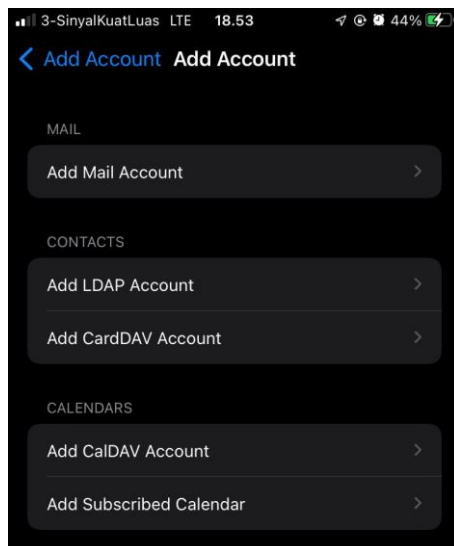 3-SinyalKuatLuas LTE 18.53 44%
Add Account Add Account
MAIL
Add Mail Account
CONTACTS
Add LDAP Account
Add CardDAV Account
CALENDARS
Add CalDAV Account
Add Subscribed Calendar